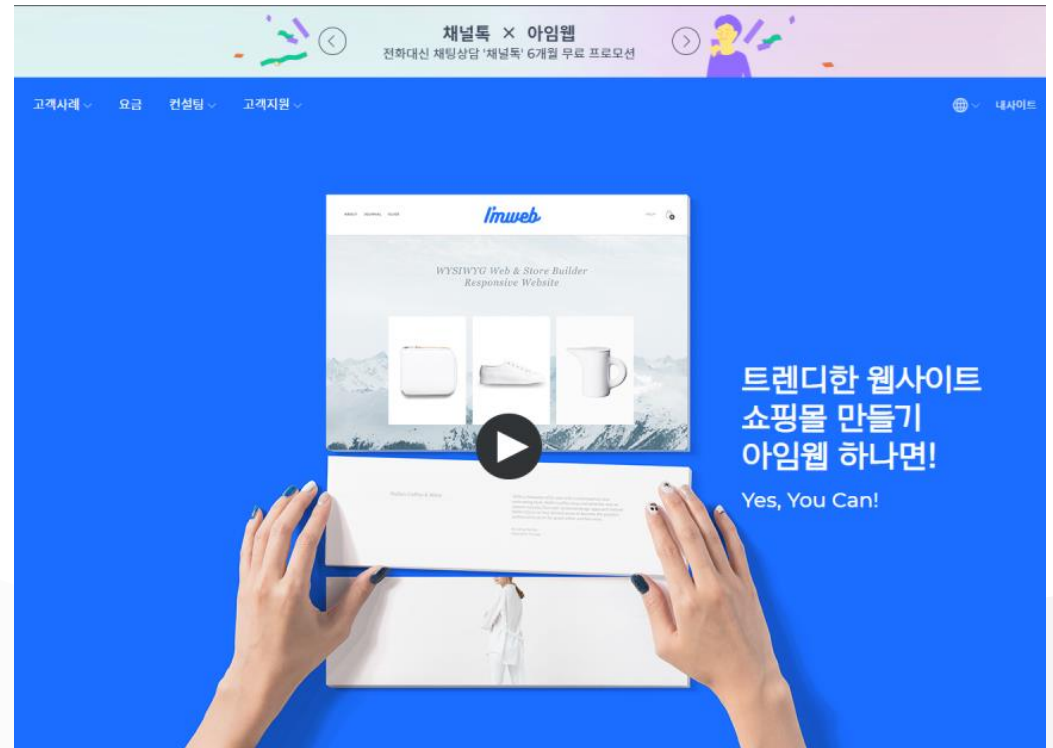 채널톡 × 아임웹
전화대신 채팅상담 '채널톡' 6개월 무료 프로모션
고객사례 요금 컨설팅 고객지원 내사이트
I'mweb
WYSIWYG Web & Store Builder
Responsive Website
트렌디한 웹사이트
쇼핑몰 만들기
아임웹 하나면!
Yes, You Can!